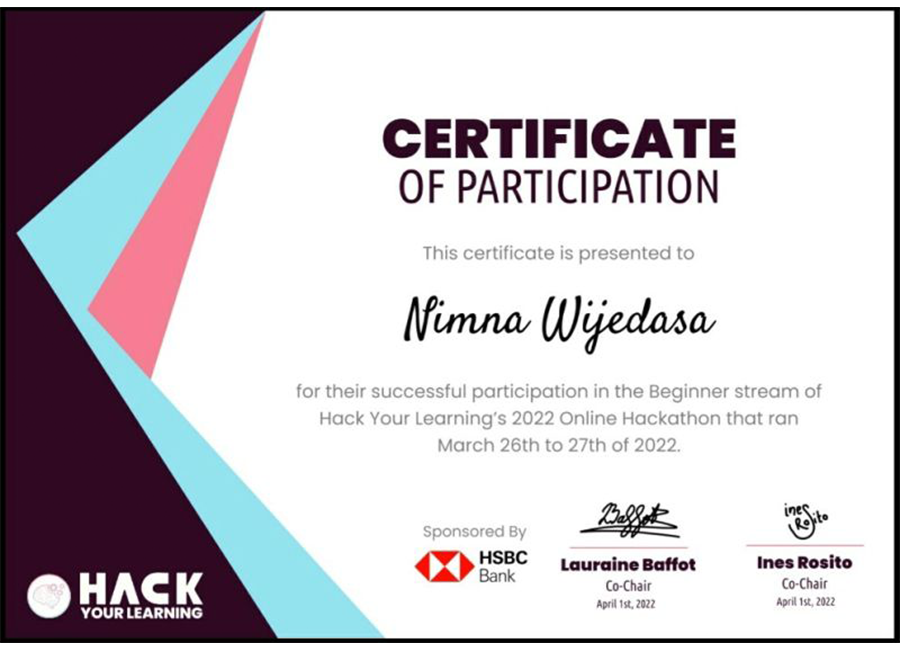 CERTIFICATE
OF PARTICIPATION
This certificate is presented to
Nimna Wijedasa
for their successful participation in the Beginner stream of
Hack Your Learning's 2022 Online Hackathon that ran
March 26th to 27th of 2022.
Sponsored By
HSBC
Bank
Baffot
Lauraine Baffot
Co-Chair
April 1st, 2022
ines
Rosito
Ines Rosito
Co-Chair
April 1st, 2022
HACK
YOUR LEARNING